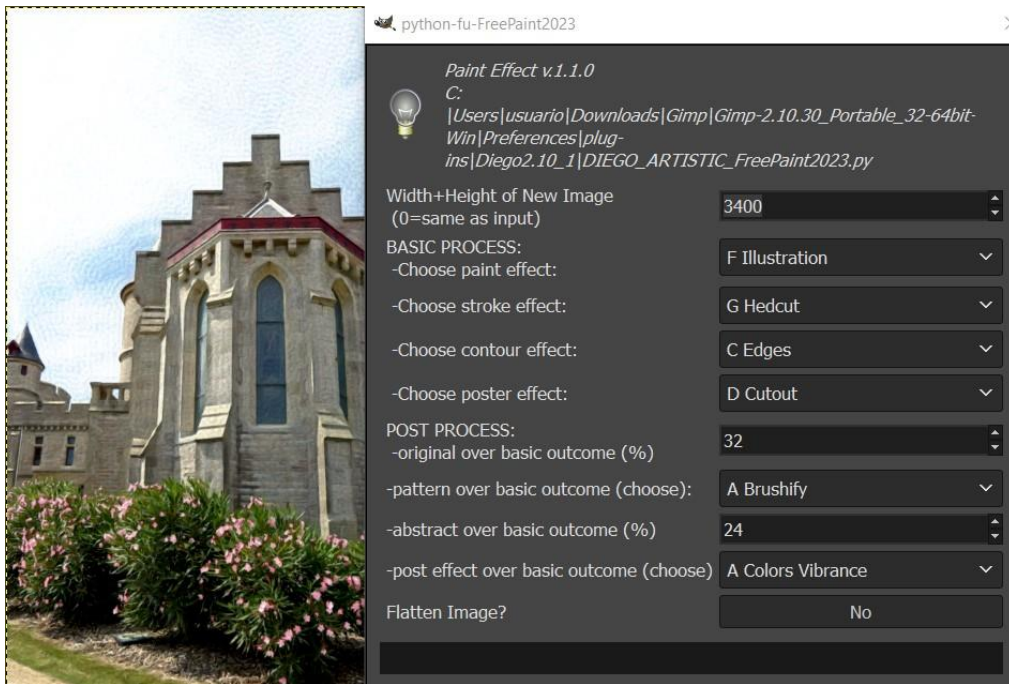 python-fu-FreePaint2023
Paint Effect v.1.1.0
C:
|Users|usuario|Downloads|Gimp|Gimp-2.10.30_Portable_32-64bit-
Win|Preferences|plug-
ins|Diego2.10_1|DIEGO_ARTISTIC_FreePaint2023.py
Width+Height of New Image
(0=same as input)
3400
BASIC PROCESS:
-Choose paint effect:
F Illustration
-Choose stroke effect:
G Hedcut
-Choose contour effect:
C Edges
-Choose poster effect:
D Cutout
POST PROCESS:
-original over basic outcome (%)
32
-pattern over basic outcome (choose):
A Brushify
-abstract over basic outcome (%)
24
-post effect over basic outcome (choose)
A Colors Vibrance
Flatten Image?
No